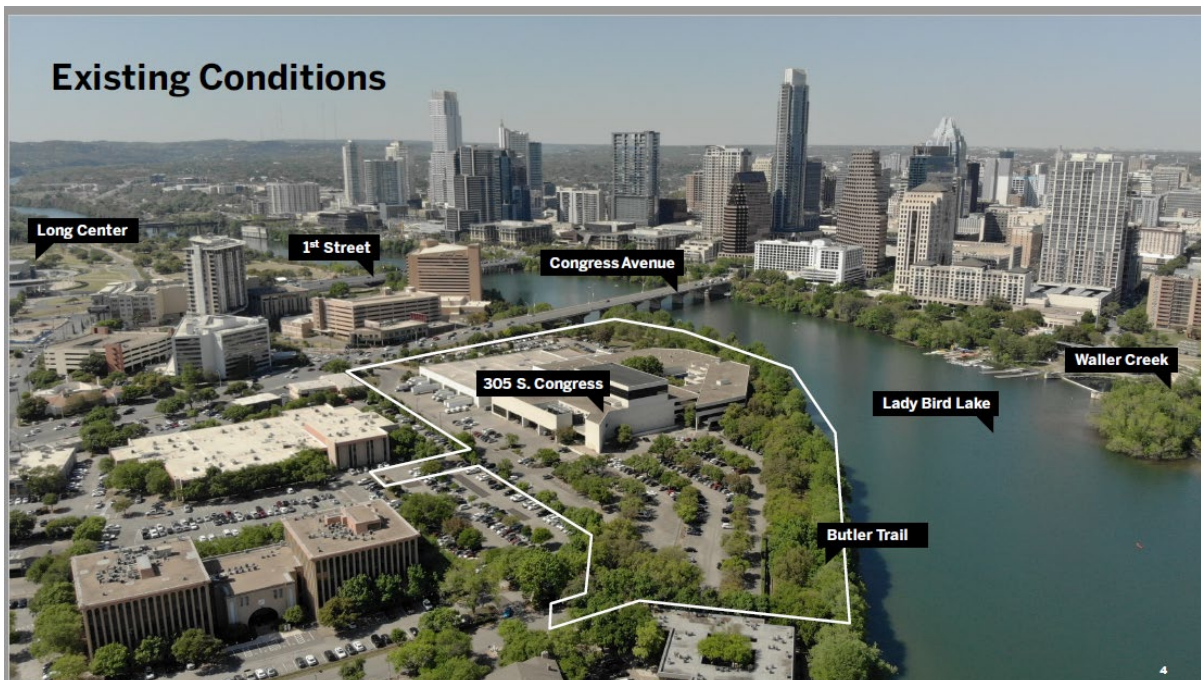 Existing Conditions
Long Center
1st Street
Congress Avenue
305 S. Congress
Waller Creek
Lady Bird Lake
Butler Trail
4